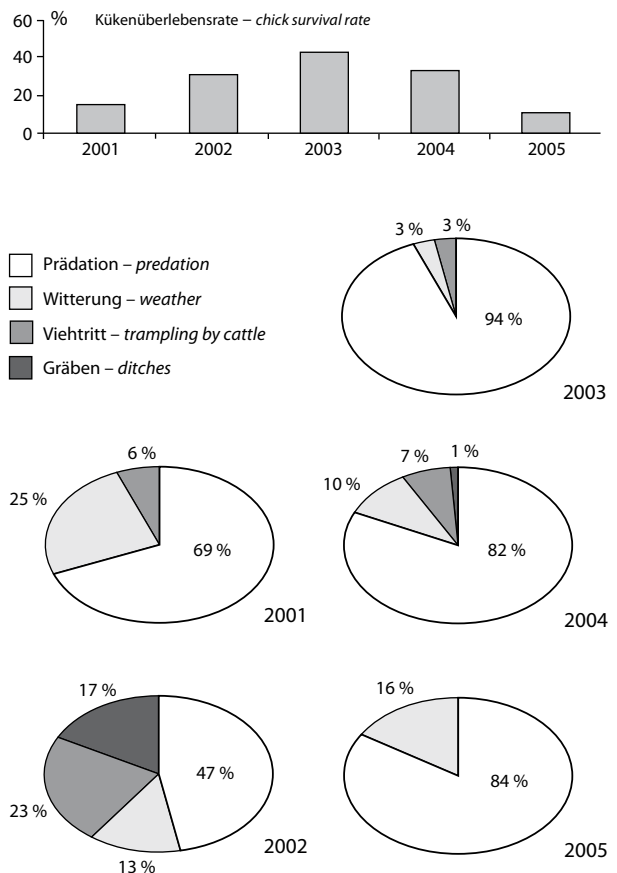 60 % Kükenüberlebensrate – chick survival rate
40
20
0
2001 2002 2003 2004 2005
Prädation – predation
Witterung – weather
Viehtritt – trampling by cattle
Gräben – ditches
3 % 3 %
94 %
2003
6 %
25 %
69 %
2001
7 % 1 %
10 %
82 %
2004
17 %
47 %
23 %
13 %
2002
16 %
84 %
2005